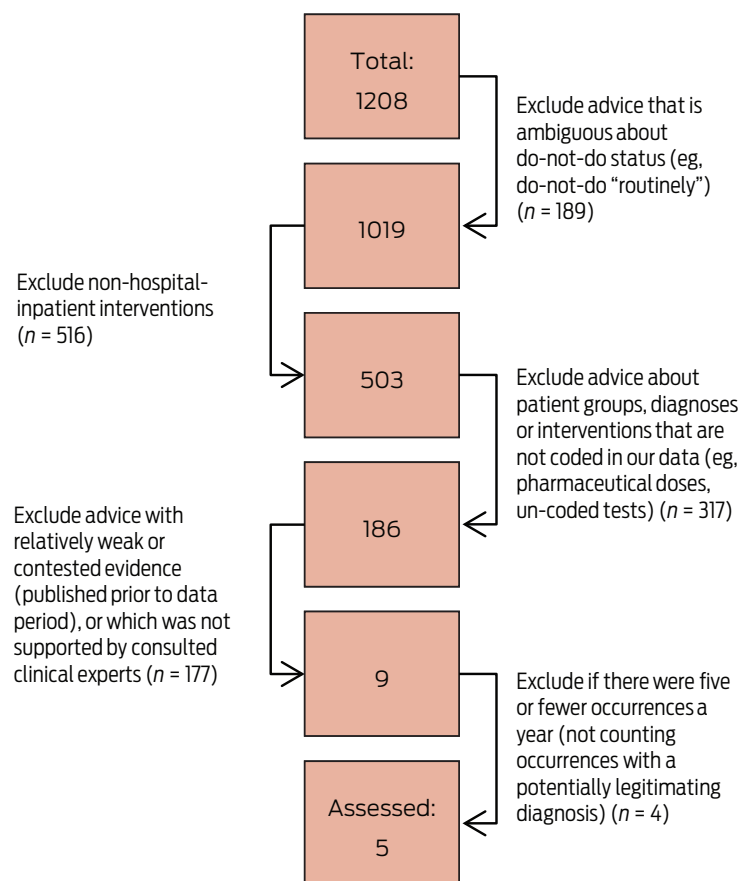 Total:
1208
Exclude advice that is
ambiguous about
do-not-do status (eg,
do-not-do “routinely”)
(n = 189)
1019
Exclude non-hospital-
inpatient interventions
(n = 516)
503
Exclude advice about
patient groups, diagnoses
or interventions that are
not coded in our data (eg,
pharmaceutical doses,
un-coded tests) (n = 317)
186
Exclude advice with
relatively weak or
contested evidence
(published prior to data
period), or which was not
supported by consulted
clinical experts (n = 177)
9
Exclude if there were five
or fewer occurrences a
year (not counting
occurrences with a
potentially legitimating
diagnosis) (n = 4)
Assessed:
5